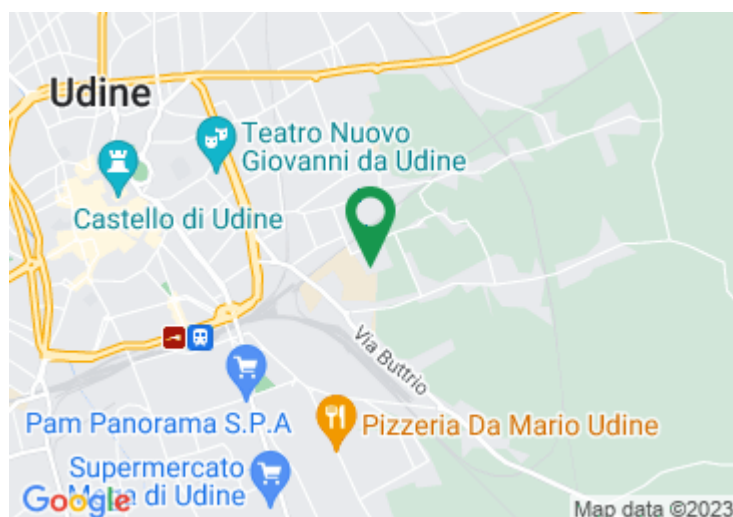 Udine
Teatro Nuovo
Giovanni da Udine
Castello di Udine
Via Buttrio
Pam Panorama S.P.A
Pizzeria Da Mario Udine
Supermercato
di Udine
Google
Map data ©2023